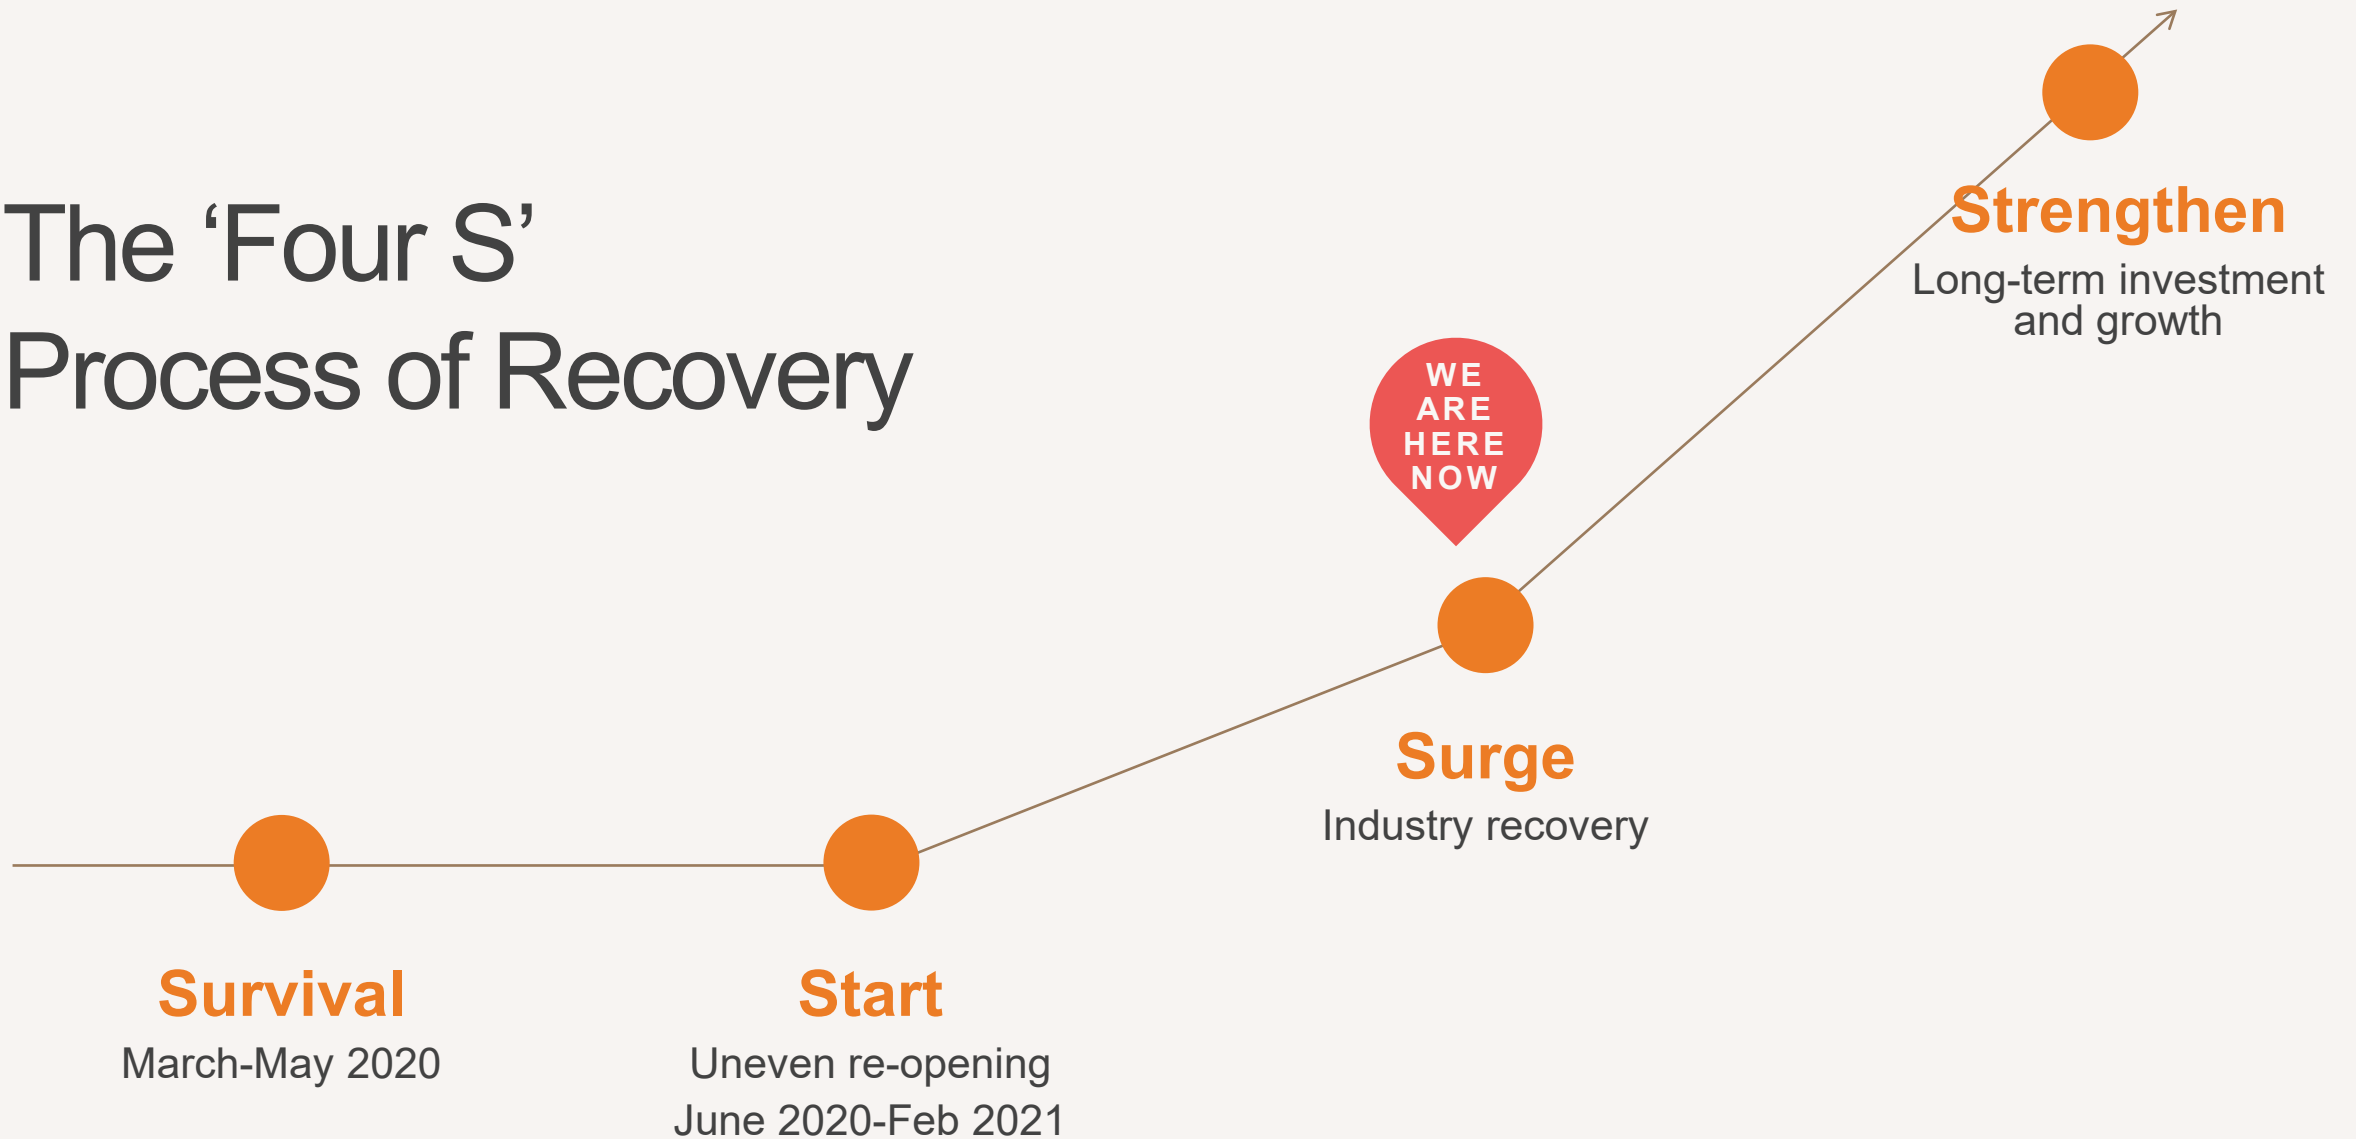 The ‘Four S’
Process of Recovery
Strengthen
Long-term investment
and growth
WE
ARE
HERE
NOW
Surge
Industry recovery
Survival
March-May 2020
Start
Uneven re-opening
June 2020-Feb 2021